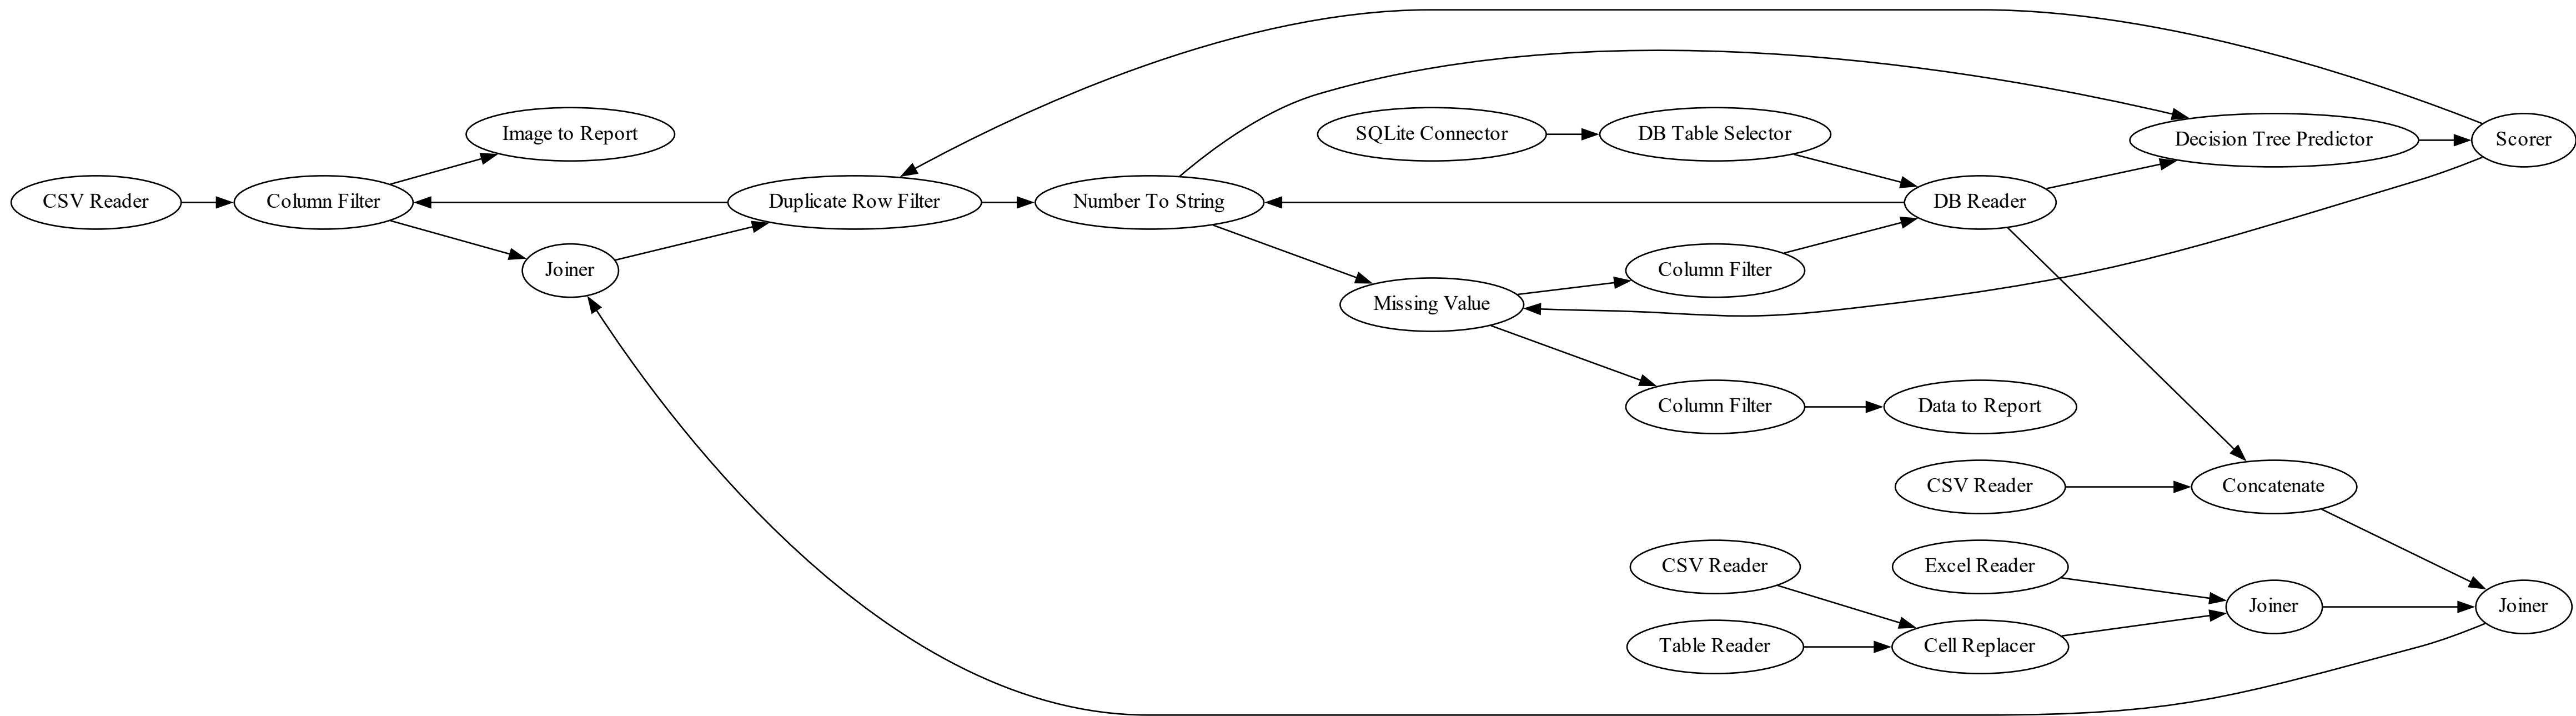 Image to Report
SQLite Connector
DB Table Selector
Decision Tree Predictor
Scorer
CSV Reader
Column Filter
Duplicate Row Filter
Number To String
DB Reader
Joiner
Column Filter
Missing Value
Column Filter
Data to Report
CSV Reader
Concatenate
CSV Reader
Excel Reader
Joiner
Joiner
Table Reader
Cell Replacer